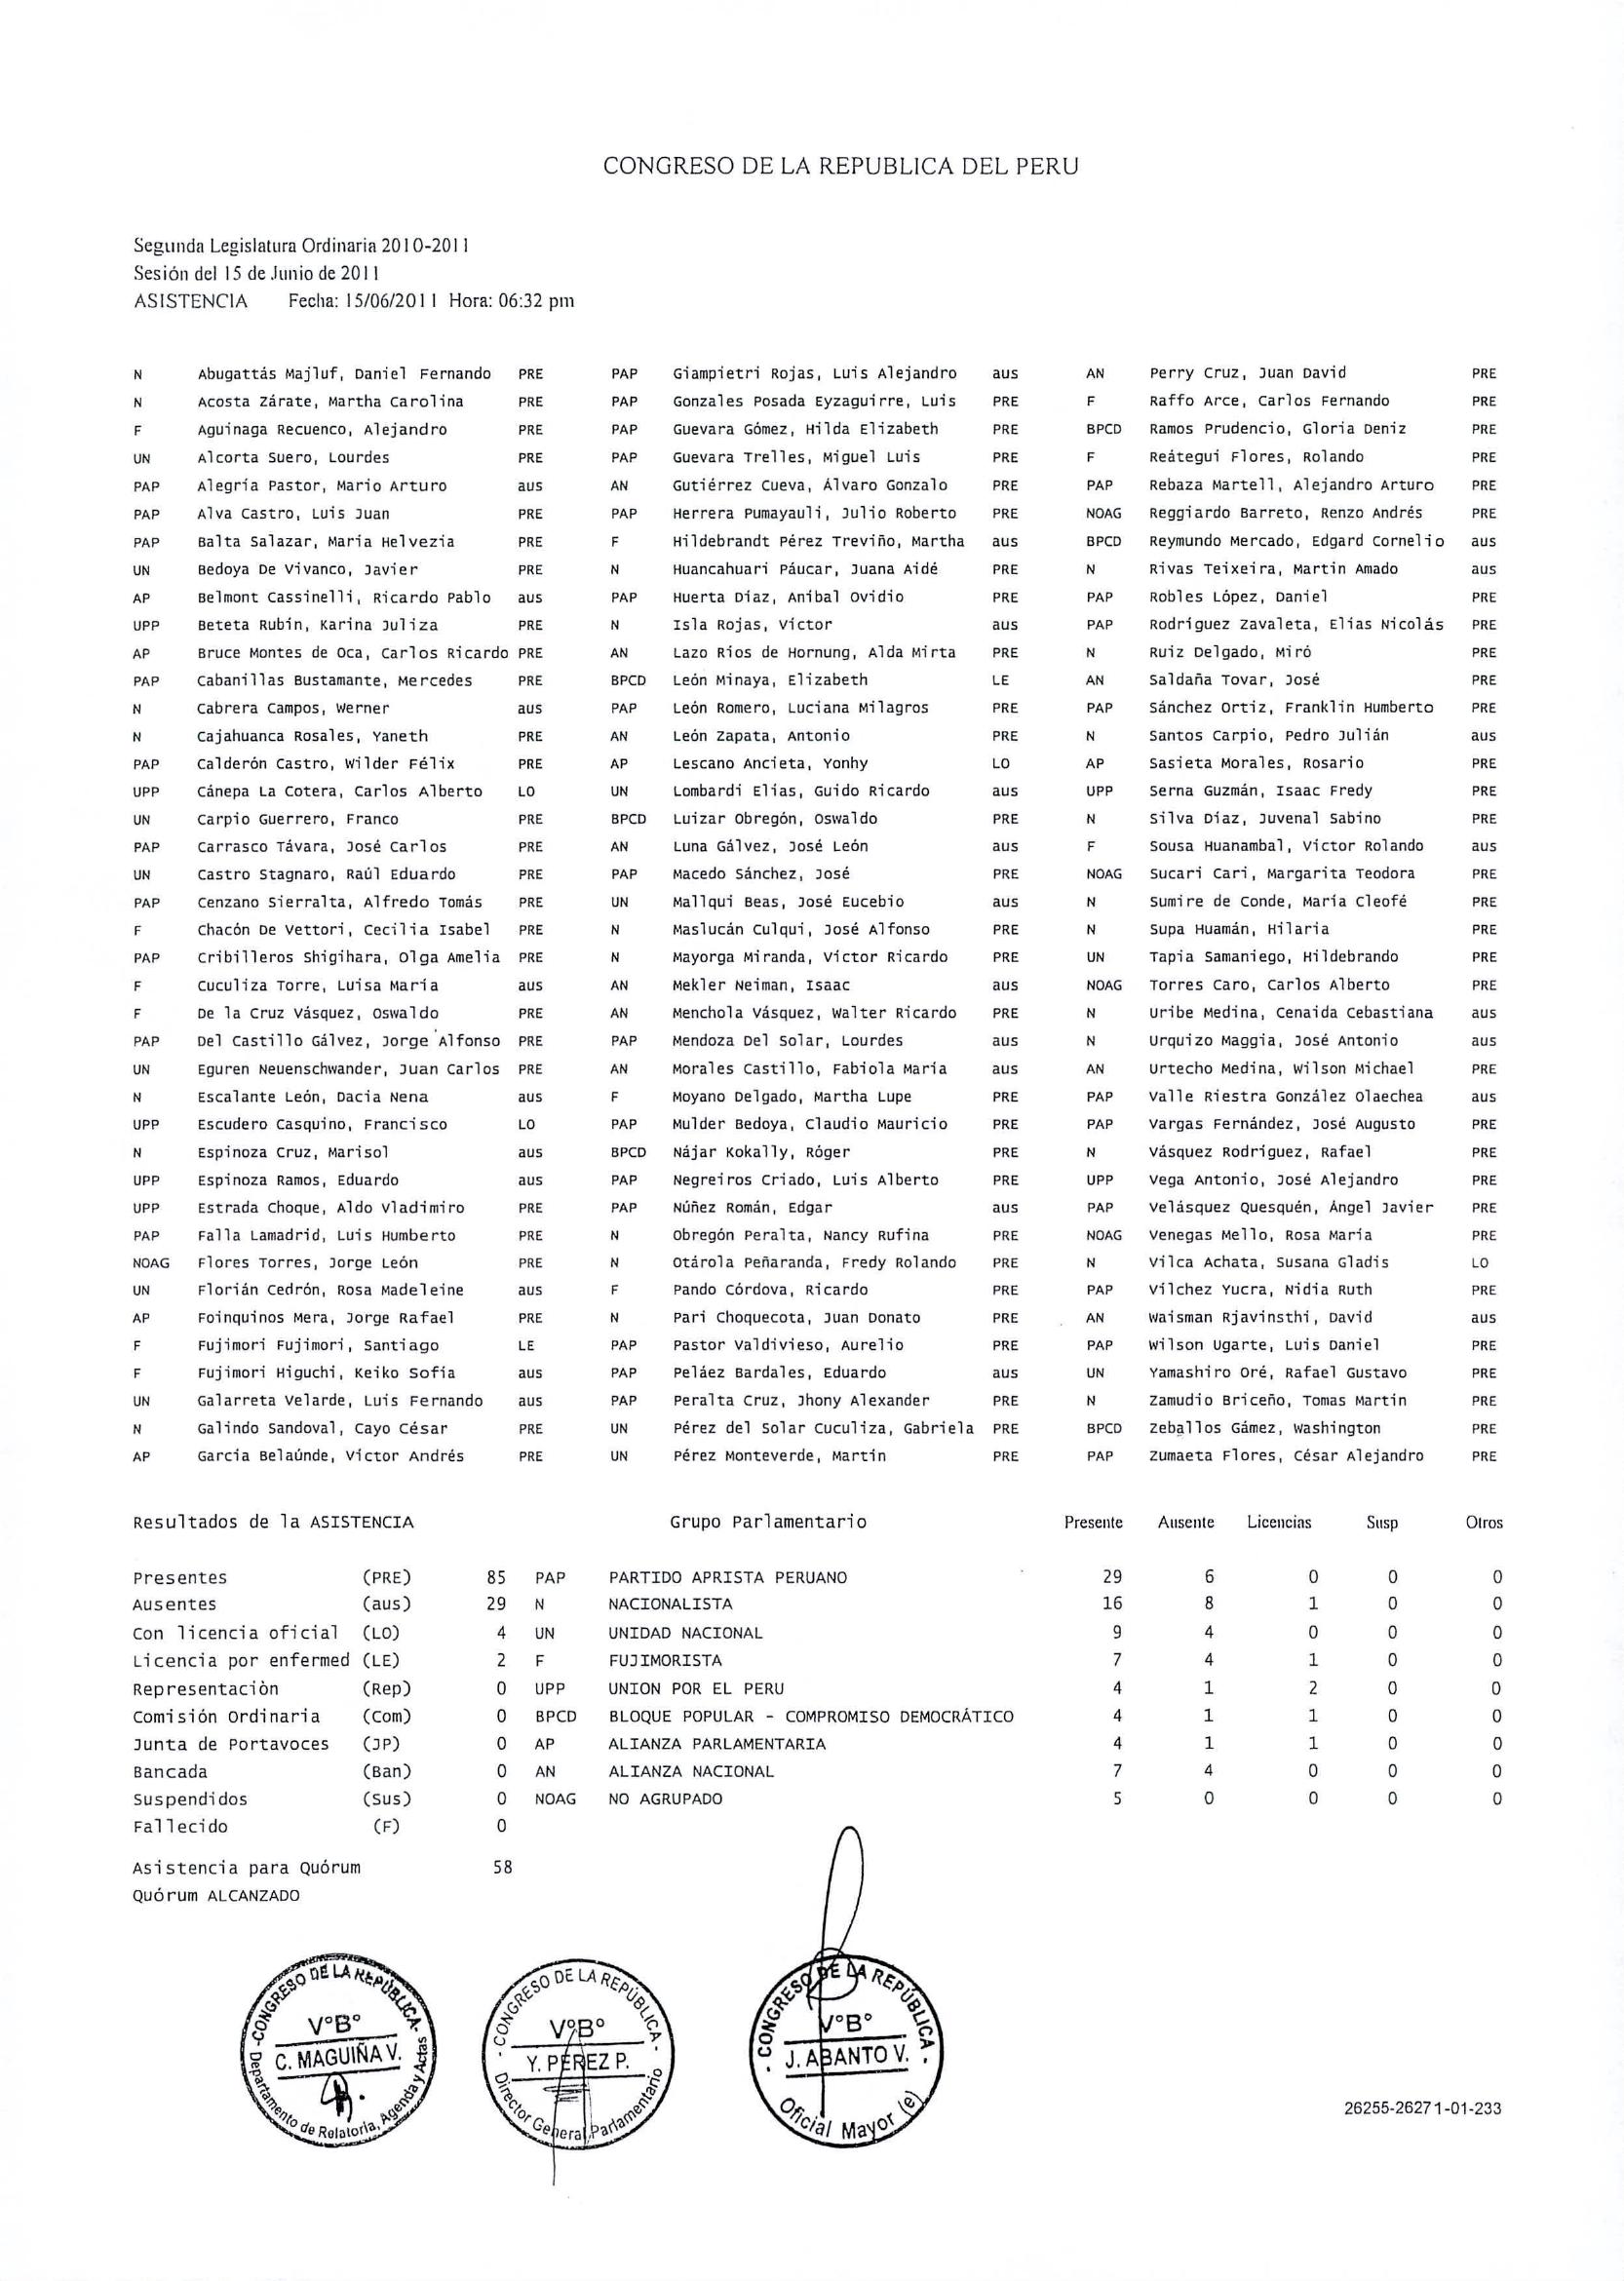 CONGRESO DE LA REPUBLICA DEL PERU
Segunda Legislatura Ordinaria 2010-2011
Sesión del 15 de Junio de 2011
ASISTENCIA Fecha: 15/06/2011 Hora: 06:32 pm
N Abugattás Majluf, Daniel Fernando PRE PAP Giampietri Rojas, Luis Alejandro aus AN Perry Cruz, Juan David PRE
N Acosta Zárate, Martha Carolina PRE PAP Gonzales Posada Eyzaguirre, Luis PRE F Raffo Arce, Carlos Fernando PRE
F Aguinaga Recuenco, Alejandro PRE PAP Guevara Gómez, Hilda Elizabeth PRE BPCD Ramos Prudencio, Gloria Deniz PRE
UN Alcorta Suero, Lourdes PRE PAP Guevara Trelles, Miguel Luis PRE F Reátegui Flores, Rolando PRE
PAP Alegría Pastor, Mario Arturo aus AN Gutiérrez Cueva, Álvaro Gonzalo PRE PAP Rebaza Martell, Alejandro Arturo PRE
PAP Alva Castro, Luis Juan PRE PAP Herrera Pumayauli, Julio Roberto PRE NOAG Reggiardo Barreto, Renzo Andrés PRE
PAP Balta Salazar, María Helvezia PRE F Hildebrandt Pérez Treviño, Martha aus BPCD Reymundo Mercado, Edgard Cornelio aus
UN Bedoya De Vivanco, Javier PRE N Huancahuari Páucar, Juana Aidé PRE N Rivas Teixeira, Martín Amado aus
AP Belmont Cassinelli, Ricardo Pablo aus PAP Huerta Díaz, Aníbal Ovidio PRE PAP Robles López, Daniel PRE
UPP Beteta Rubín, Karina Juliza PRE N Isla Rojas, Víctor aus PAP Rodríguez Zavaleta, Elías Nicolás PRE
AP Bruce Montes de Oca, Carlos Ricardo PRE AN Lazo Ríos de Hornung, Alda Mirta PRE N Ruiz Delgado, Miró PRE
PAP Cabanillas Bustamante, Mercedes PRE BPCD León Minaya, Elizabeth LE AN Saldaña Tovar, José PRE
N Cabrera Campos, Werner aus PAP León Romero, Luciana Milagros PRE PAP Sánchez Ortiz, Franklin Humberto PRE
N Cajahuanca Rosales, Yaneth PRE AN León Zapata, Antonio PRE N Santos Carpio, Pedro Julián aus
PAP Calderón Castro, Wilder Félix PRE AP Lescano Ancieta, Yonhy LO AP Sasieta Morales, Rosario PRE
UPP Cánepa La Cotera, Carlos Alberto LO UN Lombardi Elías, Guido Ricardo aus UPP Serna Guzmán, Isaac Fredy PRE
UN Carpio Guerrero, Franco PRE BPCD Luizar Obregón, Oswaldo PRE N Silva Díaz, Juvenal Sabino PRE
PAP Carrasco Távara, José Carlos PRE AN Luna Gálvez, José León aus F Sousa Huanambal, Víctor Rolando aus
UN Castro Stagnaro, Raúl Eduardo PRE PAP Macedo Sánchez, José PRE NOAG Sucari Cari, Margarita Teodora PRE
PAP Cenzano Sierralta, Alfredo Tomás PRE UN Mallqui Beas, José Eucebio aus N Sumire de Conde, María Cleofé PRE
F Chacón De Vettori, Cecilia Isabel PRE N Maslucán Culqui, José Alfonso PRE N Supa Huamán, Hilaria PRE
PAP Cribilleros Shigihara, Olga Amelia PRE N Mayorga Miranda, Víctor Ricardo PRE UN Tapia Samaniego, Hildebrando PRE
F Cuculiza Torre, Luisa María aus AN Mekler Neiman, Isaac aus NOAG Torres Caro, Carlos Alberto PRE
F De la Cruz Vásquez, Oswaldo PRE AN Menchola Vásquez, Walter Ricardo PRE N Uribe Medina, Cenaida Cebastiana aus
PAP Del Castillo Gálvez, Jorge Alfonso PRE PAP Mendoza Del Solar, Lourdes aus N Urquizo Maggia, José Antonio aus
UN Eguren Neuenschwander, Juan Carlos PRE AN Morales Castillo, Fabiola María aus AN Urtecho Medina, Wilson Michael PRE
N Escalante León, Dacia Nena aus F Moyano Delgado, Martha Lupe PRE PAP Valle Riestra González Olaechea aus
UPP Escudero Casquino, Francisco LO PAP Mulder Bedoya, Claudio Mauricio PRE PAP Vargas Fernández, José Augusto PRE
N Espinoza Cruz, Marisol aus BPCD Nájar Kokally, Róger PRE N Vásquez Rodríguez, Rafael PRE
UPP Espinoza Ramos, Eduardo aus PAP Negreiros Criado, Luis Alberto PRE UPP Vega Antonio, José Alejandro PRE
UPP Estrada Choque, Aldo Vladimiro PRE PAP Núñez Román, Edgar aus PAP Velásquez Quesquén, Ángel Javier PRE
PAP Falla Lamadrid, Luis Humberto PRE N Obregón Peralta, Nancy Rufina PRE NOAG Venegas Mello, Rosa María PRE
NOAG Flores Torres, Jorge León PRE N Otárola Peñaranda, Fredy Rolando PRE N Vilca Achata, Susana Gladis LO
UN Florián Cedrón, Rosa Madeleine aus F Pando Córdova, Ricardo PRE PAP Vílchez Yucra, Nidia Ruth PRE
AP Foinquinos Mera, Jorge Rafael PRE N Pari Choquecota, Juan Donato PRE AN Waisman Rjavinsthi, David aus
F Fujimori Fujimori, Santiago LE PAP Pastor Valdivieso, Aurelio PRE PAP Wilson Ugarte, Luis Daniel PRE
F Fujimori Higuchi, Keiko Sofía aus PAP Peláez Bardales, Eduardo aus UN Yamashiro Oré, Rafael Gustavo PRE
UN Galarreta Velarde, Luis Fernando aus PAP Peralta Cruz, Jhony Alexander PRE N Zamudio Briceño, Tomas Martín PRE
N Galindo Sandoval, Cayo César PRE UN Pérez del Solar Cuculiza, Gabriela PRE BPCD Zeballos Gámez, Washington PRE
AP García Belaúnde, Víctor Andrés PRE UN Pérez Monteverde, Martín PRE PAP Zumaeta Flores, César Alejandro PRE
Resultados de la ASISTENCIA Grupo Parlamentario Presente Ausente Licencias Susp Otros
Presentes (PRE) 85 PAP PARTIDO APRISTA PERUANO 29 6 0 0 0
Ausentes (aus) 29 N NACIONALISTA 16 8 1 0 0
Con licencia oficial (LO) 4 UN UNIDAD NACIONAL 9 4 0 0 0
Licencia por enfermed (LE) 2 F FUJIMORISTA 7 4 1 0 0
Representación (Rep) 0 UPP UNION POR EL PERU 4 1 2 0 0
Comisión Ordinaria (Com) 0 BPCD BLOQUE POPULAR - COMPROMISO DEMOCRÁTICO 4 1 1 0 0
Junta de Portavoces (JP) 0 AP ALIANZA PARLAMENTARIA 4 1 1 0 0
Bancada (Ban) 0 AN ALIANZA NACIONAL 7 4 0 0 0
Suspendidos (Sus) 0 NOAG NO AGRUPADO 5 0 0 0 0
Fallecido (F) 0
Asistencia para Quórum 58
Quórum ALCANZADO
-CONGRESO DE LA REPÚBLICA-
V°B°
C. MAGUIÑA V.
Departamento de Relatoria, Agenda y Actas
- CONGRESO DE LA REPÚBLICA -
V°B°
Y. PEREZ P.
Director General Parlamentario
- CONGRESO DE LA REPÚBLICA -
V°B°
J. ABANTO V.
Oficial Mayor (e)
26255-26271-01-233